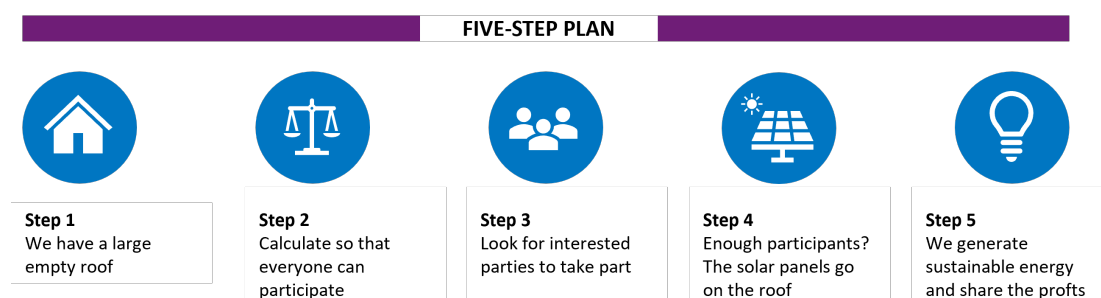 FIVE-STEP PLAN
Step 1
We have a large
empty roof
Step 2
Calculate so that
everyone can
participate
Step 3
Look for interested
parties to take part
Step 4
Enough participants?
The solar panels go
on the roof
Step 5
We generate
sustainable energy
and share the profts